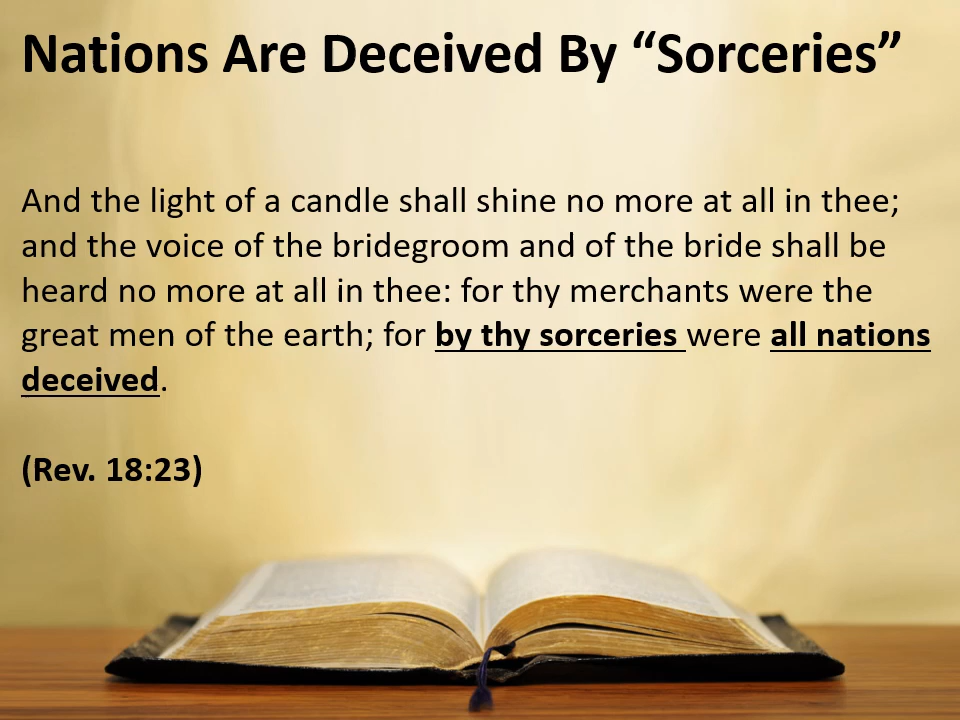 Nations Are Deceived By “Sorceries”
And the light of a candle shall shine no more at all in thee;
and the voice of the bridegroom and of the bride shall be
heard no more at all in thee: for thy merchants were the
great men of the earth; for by thy sorceries were all nations
deceived.
(Rev. 18:23)